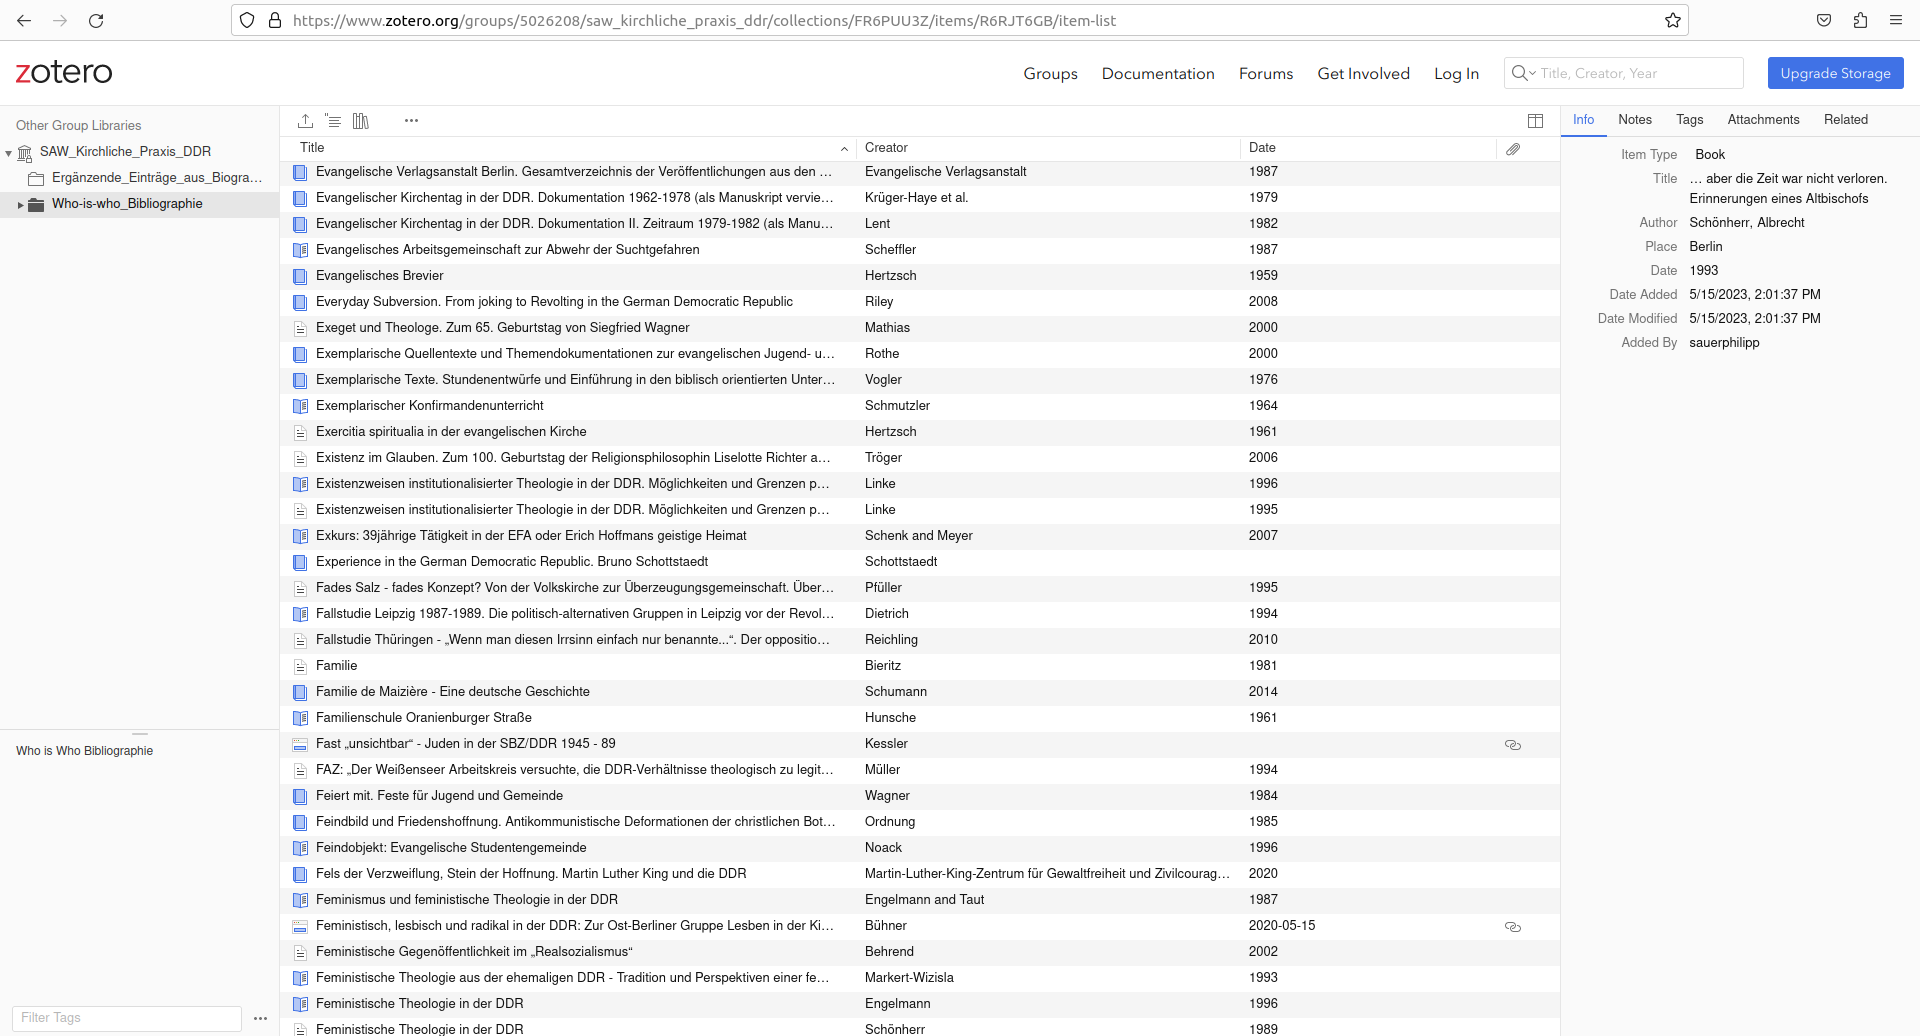 https://www.zotero.org/groups/5026208/saw_kirchliche_praxis_ddr/collections/FR6PUU3Z/items/R6RJT6GB/item-list
zotero
Groups Documentation Forums Get Involved Log In Title, Creator, Year Upgrade Storage
Other Group Libraries
SAW_Kirchliche_Praxis_DDR
Ergänzende_Einträge_aus_Biogra…
Who-is-who_Bibliographie
Who is Who Bibliographie
Filter Tags
Title Creator Date
Evangelische Verlagsanstalt Berlin. Gesamtverzeichnis der Veröffentlichungen aus den … Evangelische Verlagsanstalt 1987
Evangelischer Kirchentag in der DDR. Dokumentation 1962-1978 (als Manuskript vervie… Krüger-Haye et al. 1979
Evangelischer Kirchentag in der DDR. Dokumentation II. Zeitraum 1979-1982 (als Manu… Lent 1982
Evangelisches Arbeitsgemeinschaft zur Abwehr der Suchtgefahren Scheffler 1987
Evangelisches Brevier Hertzsch 1959
Everyday Subversion. From joking to Revolting in the German Democratic Republic Riley 2008
Exeget und Theologe. Zum 65. Geburtstag von Siegfried Wagner Mathias 2000
Exemplarische Quellentexte und Themendokumentationen zur evangelischen Jugend- u… Rothe 2000
Exemplarische Texte. Stundenentwürfe und Einführung in den biblisch orientierten Unter… Vogler 1976
Exemplarischer Konfirmandenunterricht Schmutzler 1964
Exercitia spiritualia in der evangelischen Kirche Hertzsch 1961
Existenz im Glauben. Zum 100. Geburtstag der Religionsphilosophin Liselotte Richter a… Tröger 2006
Existenzweisen institutionalisierter Theologie in der DDR. Möglichkeiten und Grenzen p… Linke 1996
Existenzweisen institutionalisierter Theologie in der DDR. Möglichkeiten und Grenzen p… Linke 1995
Exkurs: 39jährige Tätigkeit in der EFA oder Erich Hoffmans geistige Heimat Schenk and Meyer 2007
Experience in the German Democratic Republic. Bruno Schottstaedt Schottstaedt
Fades Salz - fades Konzept? Von der Volkskirche zur Überzeugungsgemeinschaft. Über… Pfüller 1995
Fallstudie Leipzig 1987-1989. Die politisch-alternativen Gruppen in Leipzig vor der Revol… Dietrich 1994
Fallstudie Thüringen - „Wenn man diesen Irrsinn einfach nur benannte...“. Der oppositio… Reichling 2010
Familie Bieritz 1981
Familie de Maizière - Eine deutsche Geschichte Schumann 2014
Familienschule Oranienburger Straße Hunsche 1961
Fast „unsichtbar“ - Juden in der SBZ/DDR 1945 - 89 Kessler
FAZ: „Der Weißenseer Arbeitskreis versuchte, die DDR-Verhältnisse theologisch zu legit… Müller 1994
Feiert mit. Feste für Jugend und Gemeinde Wagner 1984
Feindbild und Friedenshoffnung. Antikommunistische Deformationen der christlichen Bot… Ordnung 1985
Feindobjekt: Evangelische Studentengemeinde Noack 1996
Fels der Verzweiflung, Stein der Hoffnung. Martin Luther King und die DDR Martin-Luther-King-Zentrum für Gewaltfreiheit und Zivilcourag… 2020
Feminismus und feministische Theologie in der DDR Engelmann and Taut 1987
Feministisch, lesbisch und radikal in der DDR: Zur Ost-Berliner Gruppe Lesben in der Ki… Bühner 2020-05-15
Feministische Gegenöffentlichkeit im „Realsozialismus“ Behrend 2002
Feministische Theologie aus der ehemaligen DDR - Tradition und Perspektiven einer fe… Markert-Wizisla 1993
Feministische Theologie in der DDR Engelmann 1996
Feministische Theologie in der DDR Schönherr 1989
Info Notes Tags Attachments Related
Item Type Book
Title … aber die Zeit war nicht verloren.
Erinnerungen eines Altbischofs
Author Schönherr, Albrecht
Place Berlin
Date 1993
Date Added 5/15/2023, 2:01:37 PM
Date Modified 5/15/2023, 2:01:37 PM
Added By sauerphilipp